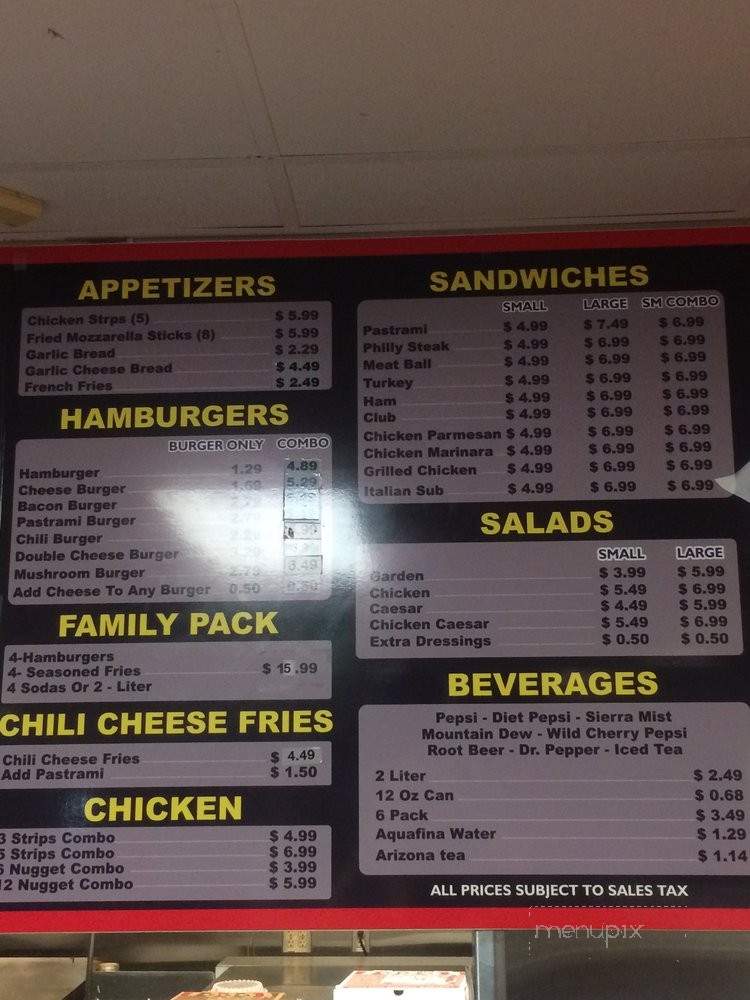 APPETIZERS
Chicken Strps (5) $ 5.99
Fried Mozzarella Sticks (8) $ 5.99
Garlic Bread $ 2.29
Garlic Cheese Bread $ 4.49
French Fries $ 2.49
HAMBURGERS
BURGER ONLY COMBO
Hamburger 1.29 4.89
Cheese Burger 5.29
Bacon Burger
Pastrami Burger
Chili Burger
Double Cheese Burger
Mushroom Burger
Add Cheese To Any Burger 0.50
FAMILY PACK
4-Hamburgers
4- Seasoned Fries $ 15.99
4 Sodas Or 2 - Liter
CHILI CHEESE FRIES
Chili Cheese Fries $ 4.49
Add Pastrami $ 1.50
CHICKEN
3 Strips Combo $ 4.99
5 Strips Combo $ 6.99
Nugget Combo $ 3.99
12 Nugget Combo $ 5.99
SANDWICHES
SMALL LARGE SM COMBO
Pastrami $ 4.99 $ 7.49 $ 6.99
Philly Steak $ 4.99 $ 6.99 $ 6.99
Meat Ball $ 4.99 $ 6.99 $ 6.99
Turkey $ 4.99 $ 6.99 $ 6.99
Ham $ 4.99 $ 6.99 $ 6.99
Club $ 4.99 $ 6.99 $ 6.99
Chicken Parmesan $ 4.99 $ 6.99 $ 6.99
Chicken Marinara $ 4.99 $ 6.99 $ 6.99
Grilled Chicken $ 4.99 $ 6.99 $ 6.99
Italian Sub $ 4.99 $ 6.99 $ 6.99
SALADS
SMALL LARGE
Garden $ 3.99 $ 5.99
Chicken $ 5.49 $ 6.99
Caesar $ 4.49 $ 5.99
Chicken Caesar $ 5.49 $ 6.99
Extra Dressings $ 0.50 $ 0.50
BEVERAGES
Pepsi - Diet Pepsi - Sierra Mist
Mountain Dew - Wild Cherry Pepsi
Root Beer - Dr. Pepper - Iced Tea
2 Liter $ 2.49
12 Oz Can $ 0.68
6 Pack $ 3.49
Aquafina Water $ 1.29
Arizona tea $ 1.14
ALL PRICES SUBJECT TO SALES TAX
menupix